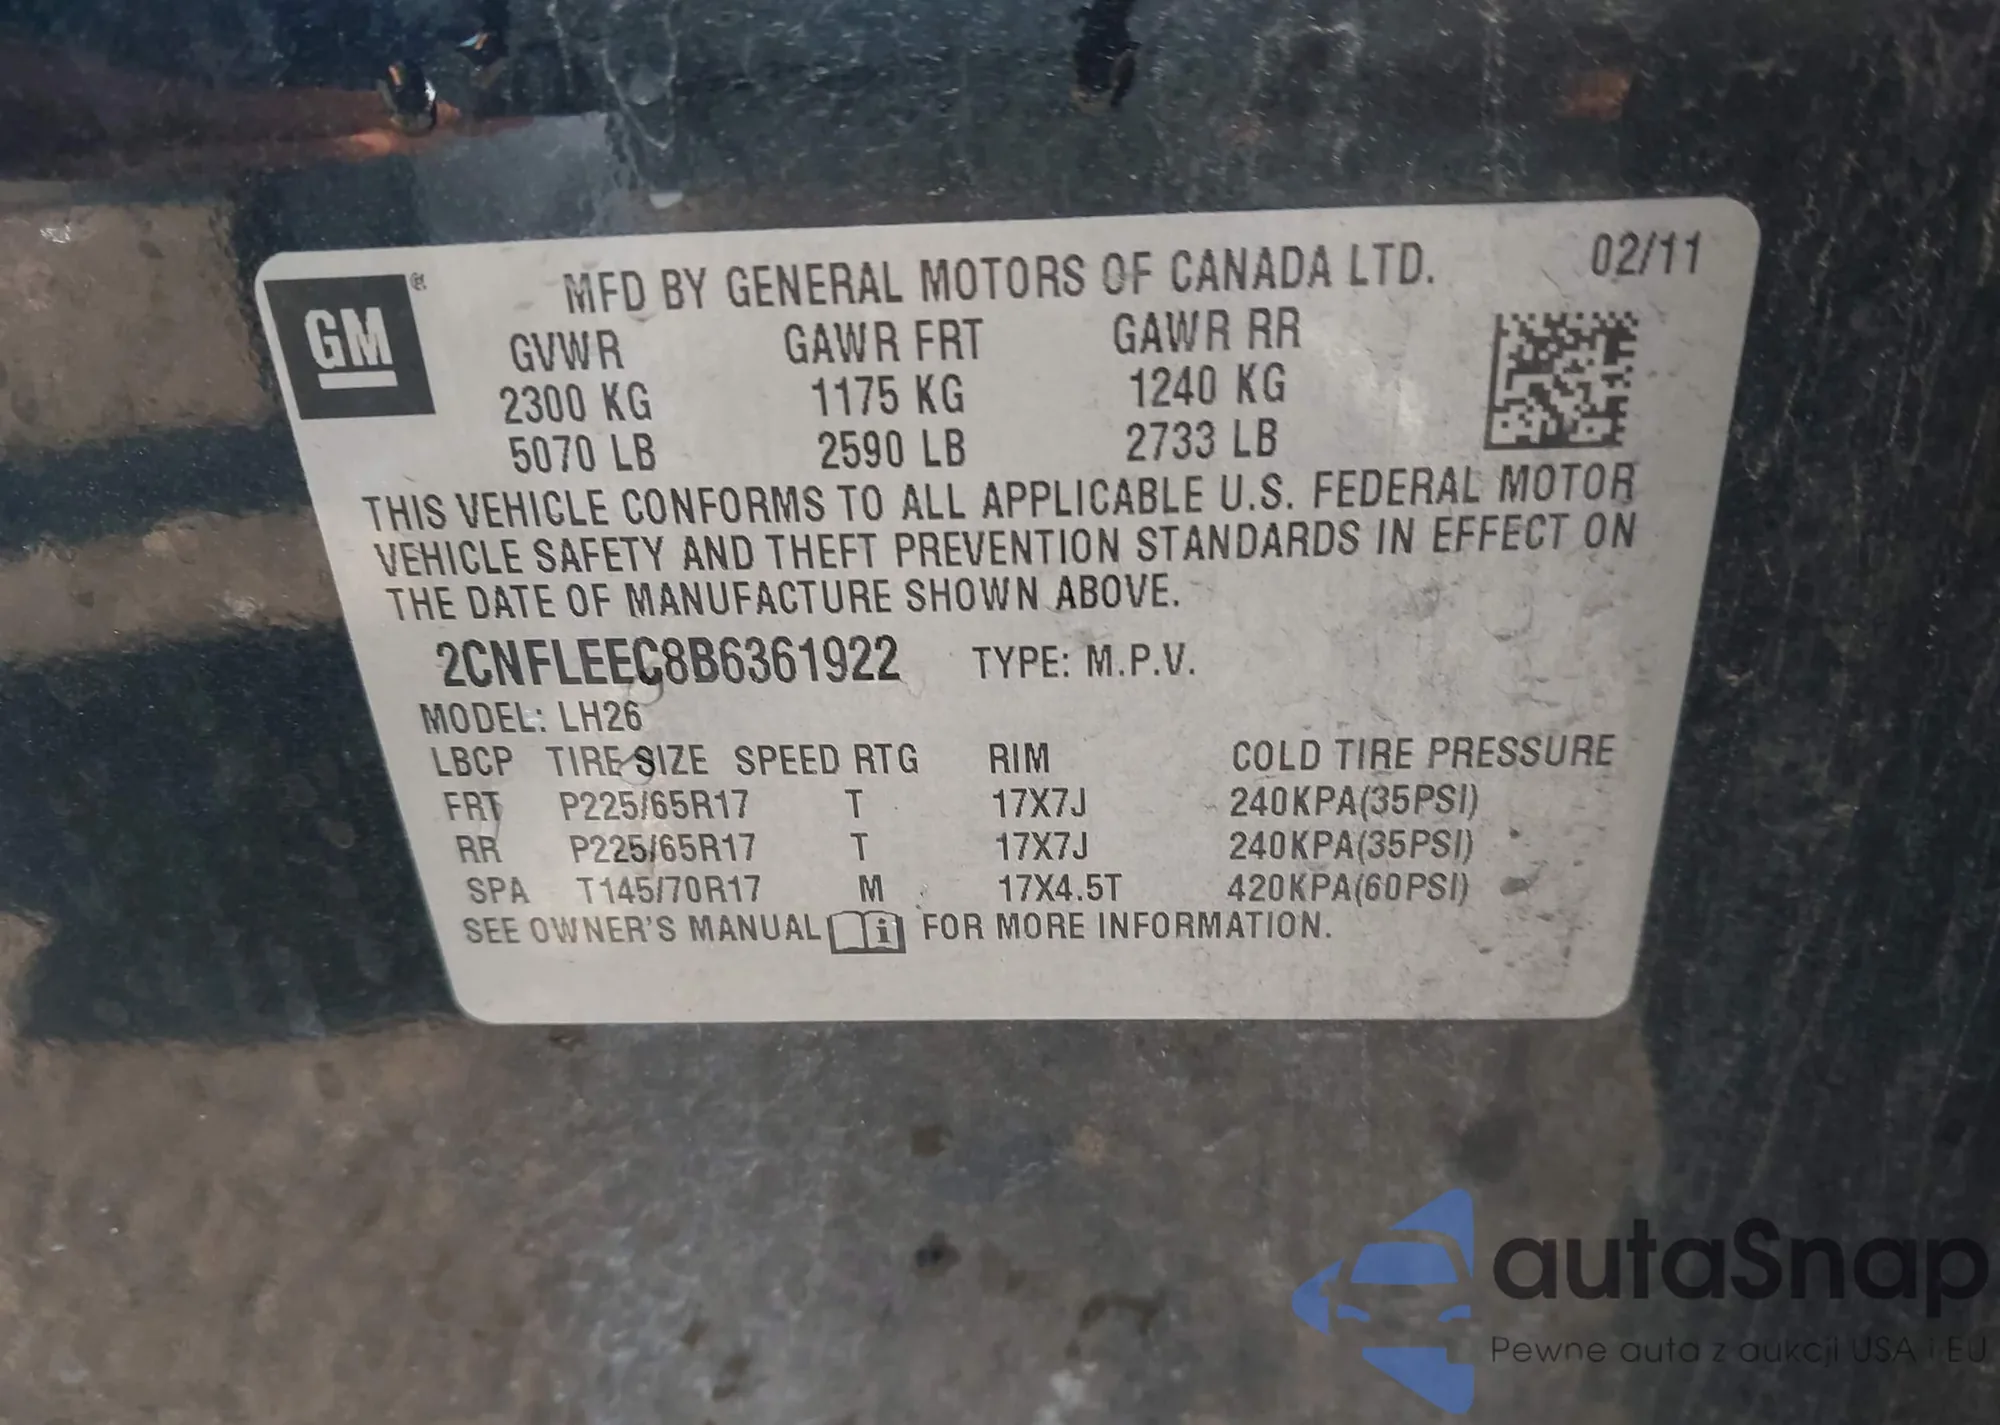 GM
MFD BY GENERAL MOTORS OF CANADA LTD. 02/11
GVWR GAWR FRT GAWR RR
2300 KG 1175 KG 1240 KG
5070 LB 2590 LB 2733 LB
THIS VEHICLE CONFORMS TO ALL APPLICABLE U.S. FEDERAL MOTOR
VEHICLE SAFETY AND THEFT PREVENTION STANDARDS IN EFFECT ON
THE DATE OF MANUFACTURE SHOWN ABOVE.
2CNFLEEC8B6361922 TYPE: M.P.V.
MODEL: LH26
LBCP TIRE SIZE SPEED RTG RIM COLD TIRE PRESSURE
FRT P225/65R17 T 17X7J 240KPA(35PSI)
RR P225/65R17 T 17X7J 240KPA(35PSI)
SPA T145/70R17 M 17X4.5T 420KPA(60PSI)
SEE OWNER'S MANUAL i FOR MORE INFORMATION.
autaSnap
Pewne auta z aukcji USA i EU